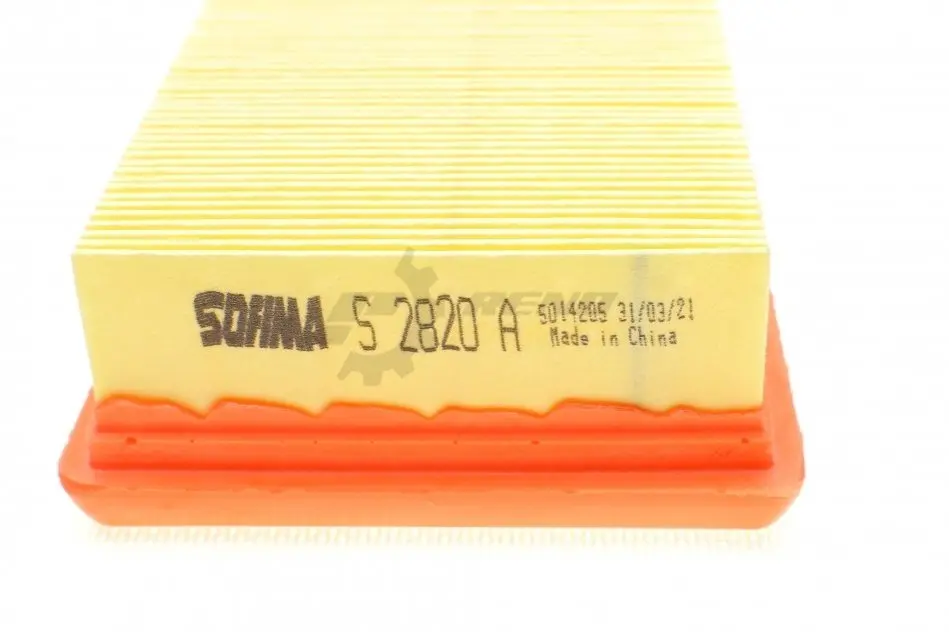 SOFIMA S 2820 A 5014205 31/03/21
Made in China